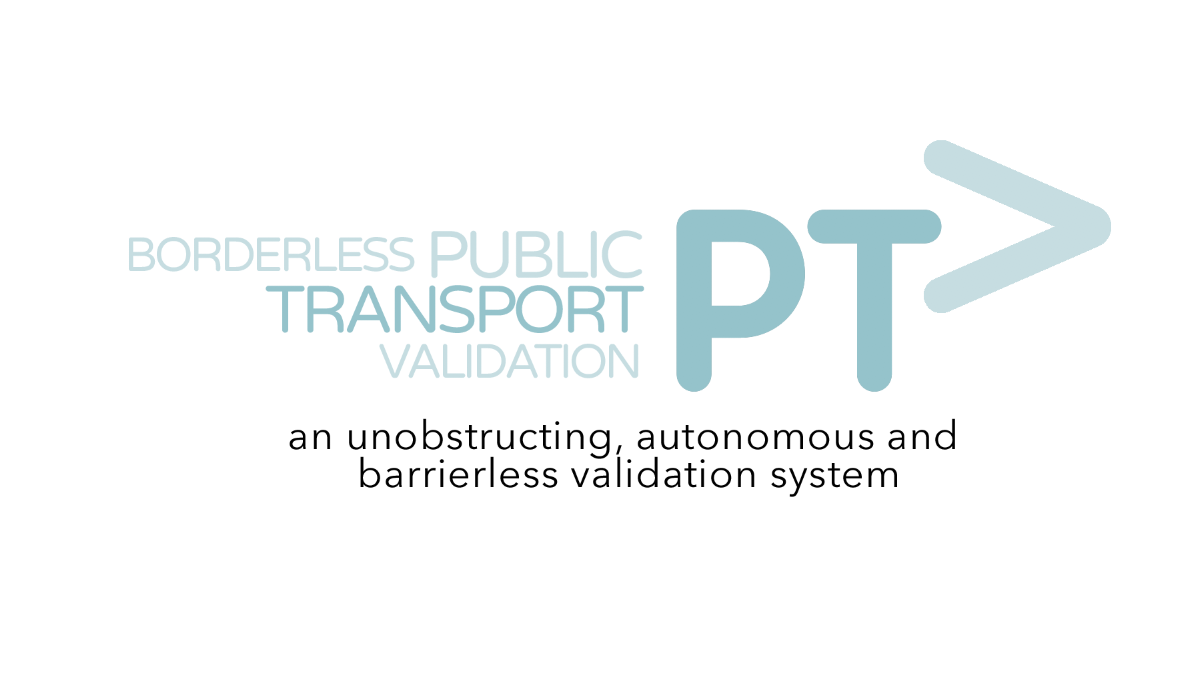 BORDERLESS PUBLIC
TRANSPORT
VALIDATION
PT
an unobstructing, autonomous and
barrierless validation system